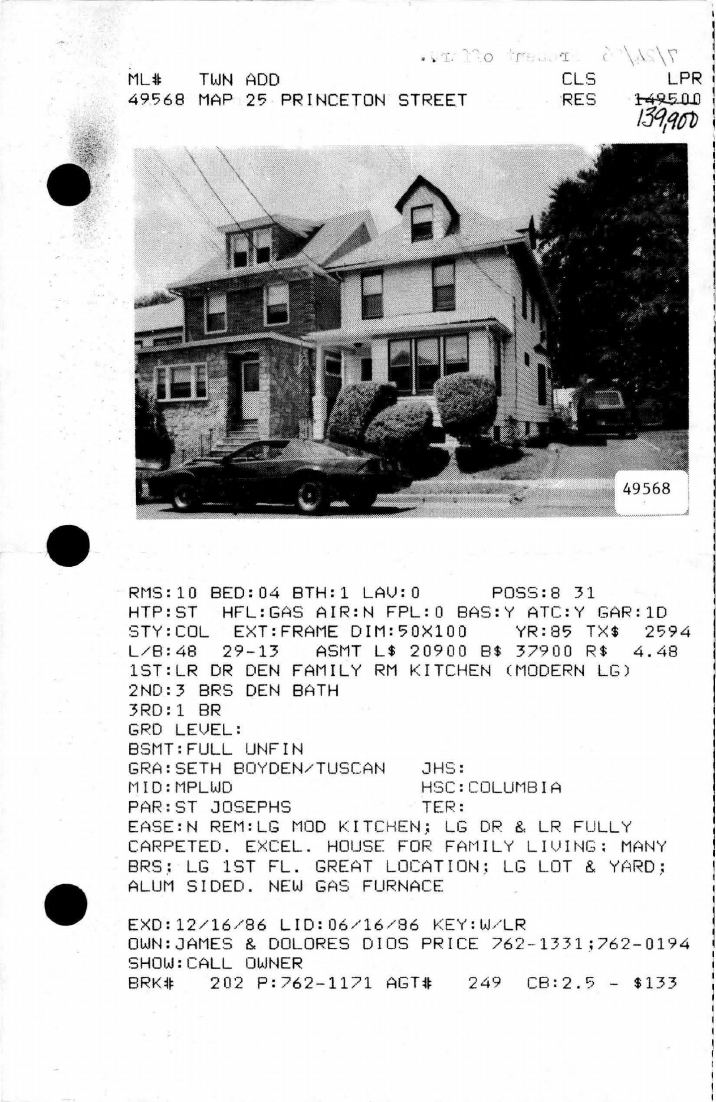 ML# TWN ADD CLS LPR
49568 MAP 25 PRINCETON STREET RES 149500
139,900
49568
RMS:10 BED:04 BTH:1 LAV:0 POSS:8 31
HTP:ST HFL:GAS AIR:N FPL:0 BAS:Y ATC:Y GAR:1D
STY:COL EXT:FRAME DIM:50X100 YR:85 TX$ 2594
L/B:48 29-13 ASMT L$ 20900 B$ 37900 R$ 4.48
1ST:LR DR DEN FAMILY RM KITCHEN (MODERN LG)
2ND:3 BRS DEN BATH
3RD:1 BR
GRD LEVEL:
BSMT:FULL UNFIN
GRA:SETH BOYDEN/TUSCAN JHS:
MID:MPLWD HSC:COLUMBIA
PAR:ST JOSEPHS TER:
EASE:N REM:LG MOD KITCHEN; LG DR & LR FULLY
CARPETED. EXCEL. HOUSE FOR FAMILY LIVING: MANY
BRS; LG 1ST FL. GREAT LOCATION; LG LOT & YARD;
ALUM SIDED. NEW GAS FURNACE
EXD:12/16/86 LID:06/16/86 KEY:W/LR
OWN:JAMES & DOLORES DIOS PRICE 762-1331;762-0194
SHOW:CALL OWNER
BRK# 202 P:762-1171 AGT# 249 CB:2.5 - $133